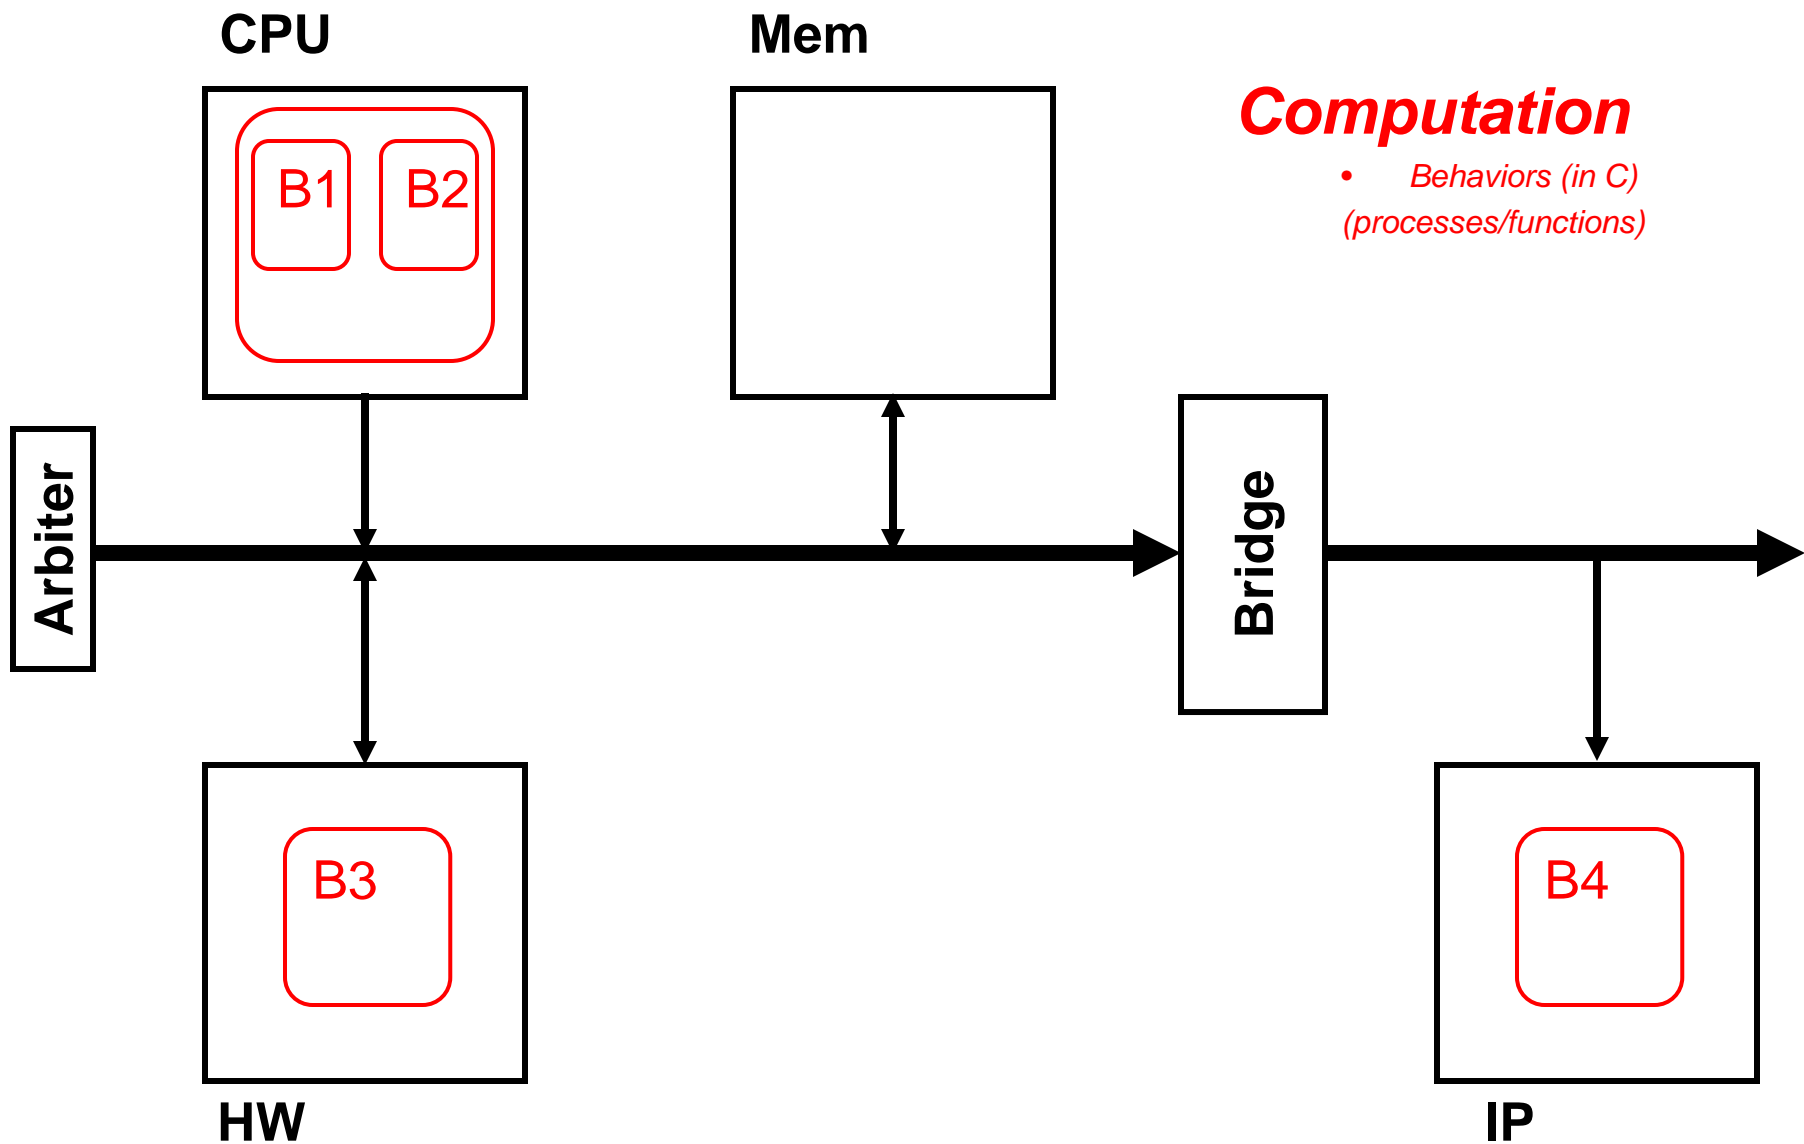 CPU
Mem
Computation
• Behaviors (in C)
(processes/functions)
B1
B2
Arbiter
Bridge
B3
B4
HW
IP